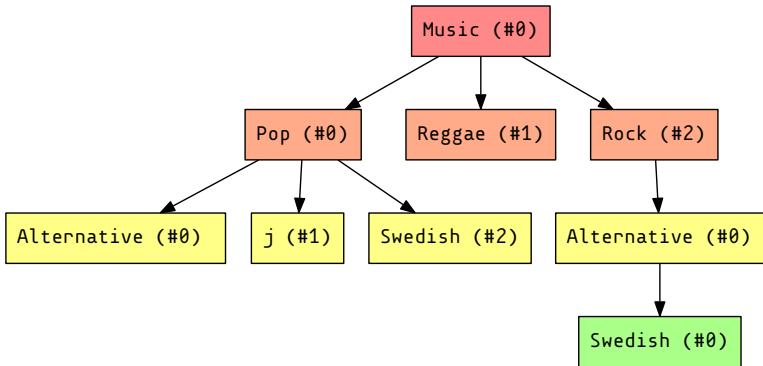 Music (#0)
Pop (#0)
Reggae (#1)
Rock (#2)
Alternative (#0)
j (#1)
Swedish (#2)
Alternative (#0)
Swedish (#0)